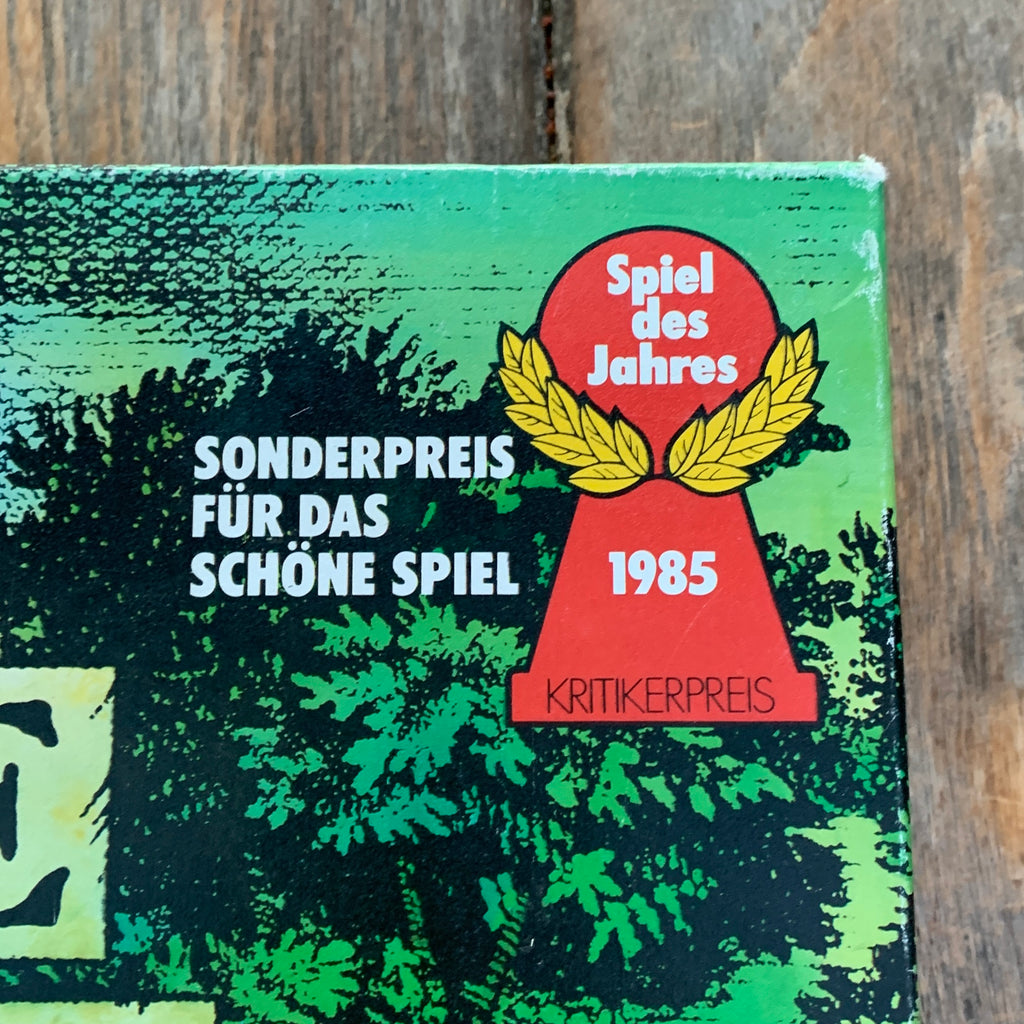 SONDERPREIS
FÜR DAS
SCHÖNE SPIEL
Spiel
des
Jahres
1985
KRITIKERPREIS